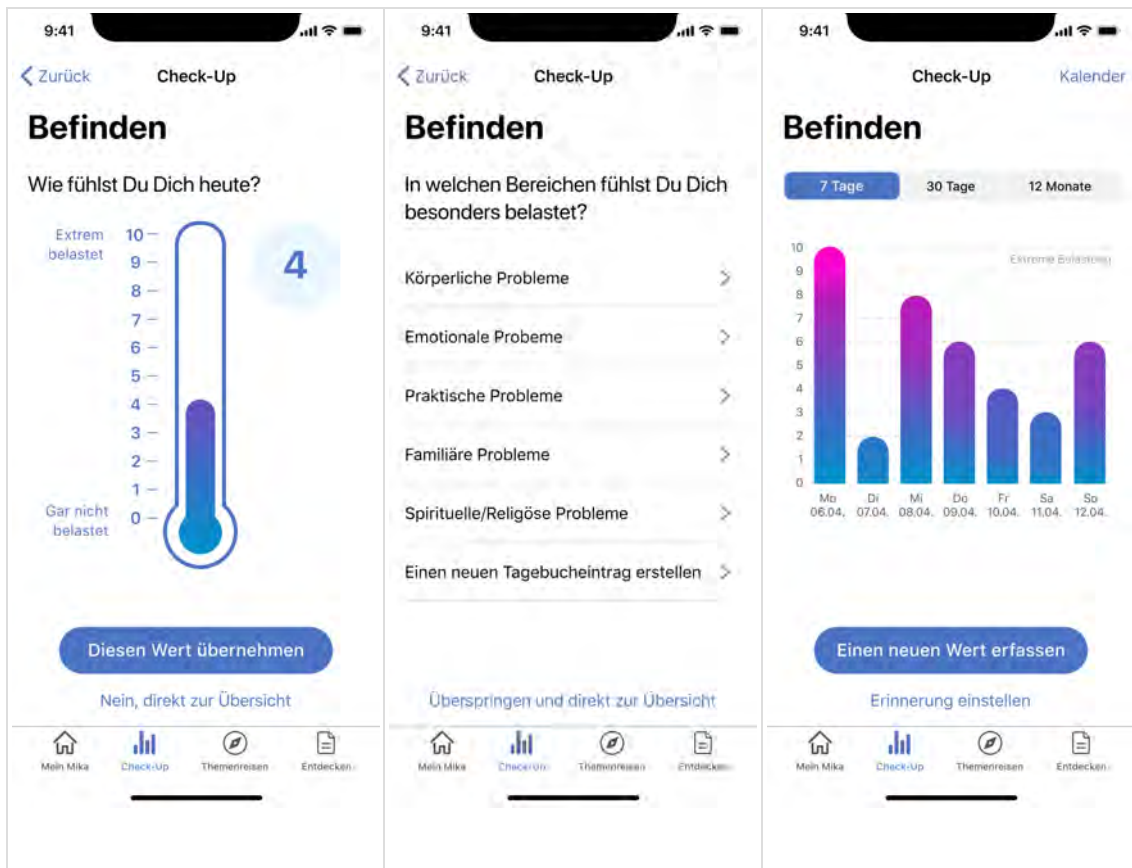 9:41
Zurück
Check-Up
Befinden
Wie fühlst Du Dich heute?
Extrem
belastet
10
9
8
7
6
5
4
3
2
1
0
Gar nicht
belastet
4
Diesen Wert übernehmen
Nein, direkt zur Übersicht
Mein Mika
Check-Up
Themenreisen
Entdecken
9:41
Zurück
Check-Up
Befinden
In welchen Bereichen fühlst Du Dich
besonders belastet?
Körperliche Probleme
Emotionale Probeme
Praktische Probleme
Familiäre Probleme
Spirituelle/Religöse Probleme
Einen neuen Tagebucheintrag erstellen
Überspringen und direkt zur Übersicht
Mein Mika
Check-Up
Themenreisen
Entdecken
9:41
Check-Up
Kalender
Befinden
7 Tage
30 Tage
12 Monate
Extreme Belastung
10
9
8
7
6
5
4
3
2
1
0
Mo Di Mi Do Fr Sa So
06.04. 07.04. 08.04. 09.04. 10.04. 11.04. 12.04.
Einen neuen Wert erfassen
Erinnerung einstellen
Mein Mika
Check-Up
Themenreisen
Entdecken